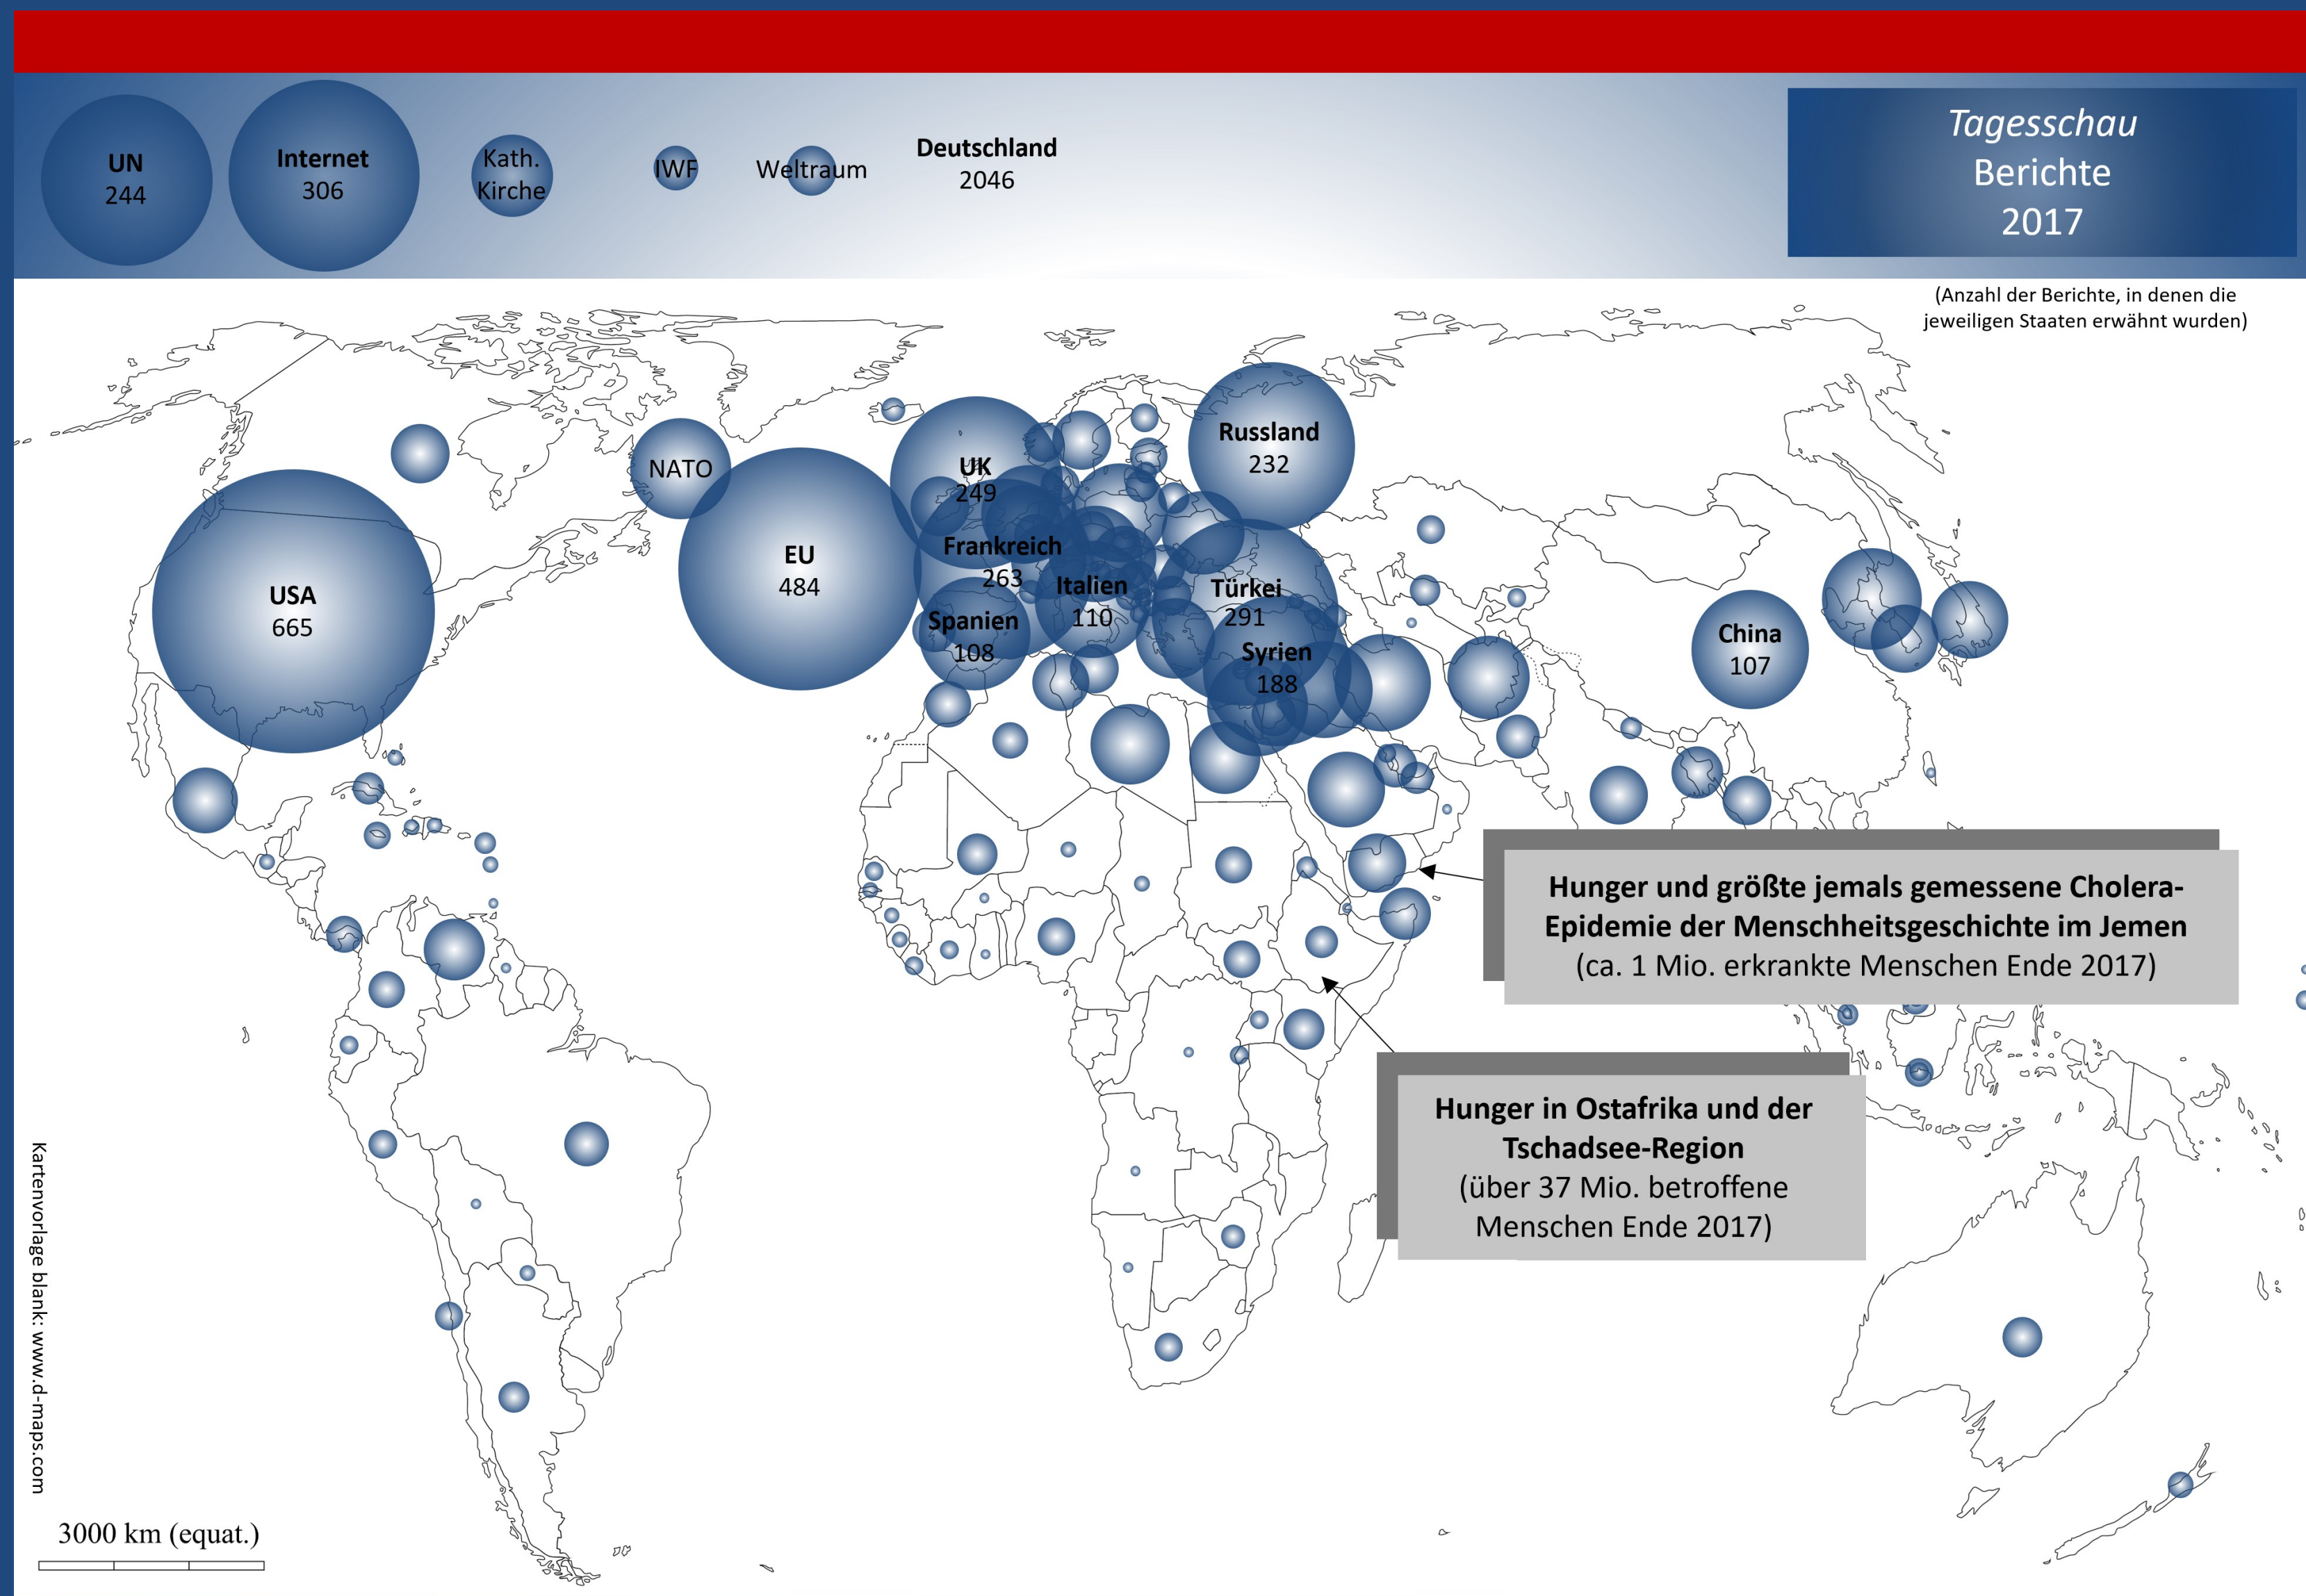 UN
244
Internet
306
Kath.
Kirche
IWF
Weltraum
Deutschland
2046
Tagesschau
Berichte
2017
(Anzahl der Berichte, in denen die
jeweiligen Staaten erwähnt wurden)
Russland
232
NATO
UK
249
EU
484
Frankreich
263
Italien
110
Türkei
291
USA
665
Spanien
108
Syrien
188
China
107
Hunger und größte jemals gemessene Cholera-
Epidemie der Menschheitsgeschichte im Jemen
(ca. 1 Mio. erkrankte Menschen Ende 2017)
Hunger in Ostafrika und der
Tschadsee-Region
(über 37 Mio. betroffene
Menschen Ende 2017)
Kartenvorlage blank: www.d-maps.com
3000 km (equat.)